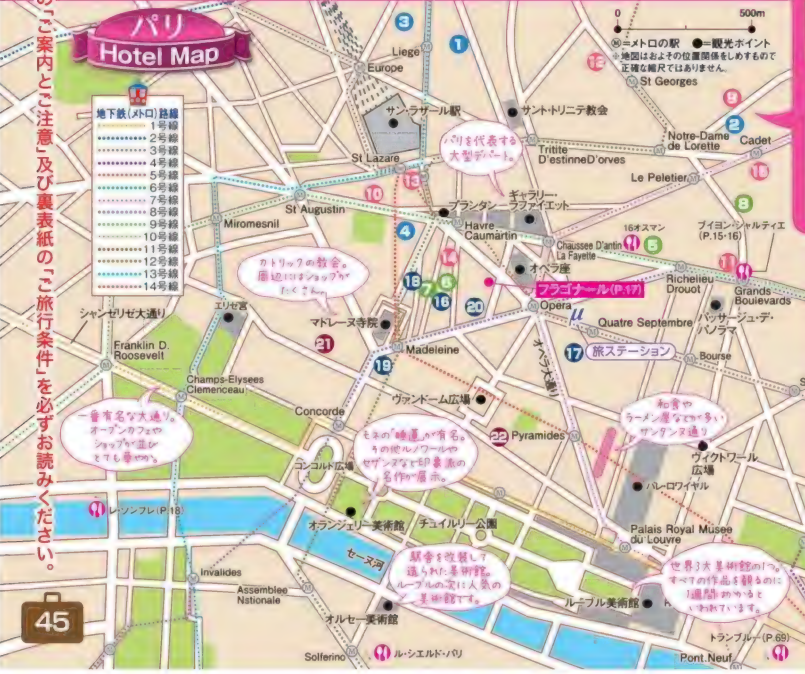 の「ご案内とご注意」及び裏表紙の「ご旅行条件」を必ずお読みください。
パリ
Hotel Map
地下鉄(メトロ)路線
1号線
2号線
3号線
4号線
5号線
6号線
7号線
8号線
9号線
10号線
11号線
12号線
13号線
14号線
0
500m
Ⓜ=メトロの駅 ●=観光ポイント
※地図はおよその位置関係をしめすもので
正確な縮尺ではありません。
3
Liege
1
Europe
12
St Georges
サン・ラザール駅
サント・トリニテ教会
9
2
パリを代表する
大型デパート。
Notre-Dame
de Lorette
Cadet
Tritite
D'estinneD'orves
St Lazare
15
Le Peletier
13
10
ギャラリー・
ラファイエット
プランタン
8
St Augustin
Miromesnil
4
Havre
Caumartin
16オスマン
5
ブイヨン・シャルティエ
(P.15-16)
Chaussee D'antin
La Fayette
カトリックの教会。
周辺にはショップが
たくさん。
14
オペラ座
11
18
7
6
フラゴナール(P.17)
Richelieu
Drouot
Grands
Boulevards
16
20
Opera
シャンゼリゼ大通り
エリゼ宮
マドレーヌ寺院
パッサージュ・デ・
パノラマ
Quatre Septembre
Franklin D.
Roosevelt
21
Madeleine
オペラ大通り
17
旅ステーション
Bourse
19
Champs-Elysees
Clemenceau
ヴァンドーム広場
一番有名な大通り。
オープンカフェや
ショップが並び
とても華やか。
Concorde
和食や
ラーメン屋などが多い
サンタンヌ通り
モネの「睡蓮」が有名。
その他ルノワールや
セザンヌなど印象派の
名作が展示。
22
Pyramides
ヴィクトワール
広場
コンコルド広場
パレ・ロワイヤル
レ・ソンブレ(P.18)
オランジェリー美術館
チュイルリー公園
Palais Royal Musee
du Louvre
セーヌ河
駅舎を改装して
造られた美術館。
ルーブルの次に人気の
美術館です。
世界3大美術館の1つ。
すべての作品を観るのに
1週間かかると
いわれています。
Invalides
Assemblee
Nstionale
ルーブル美術館
45
オルセー美術館
トランブルー(P.69)
Solferino
ル・シエルド・パリ
Pont Neuf